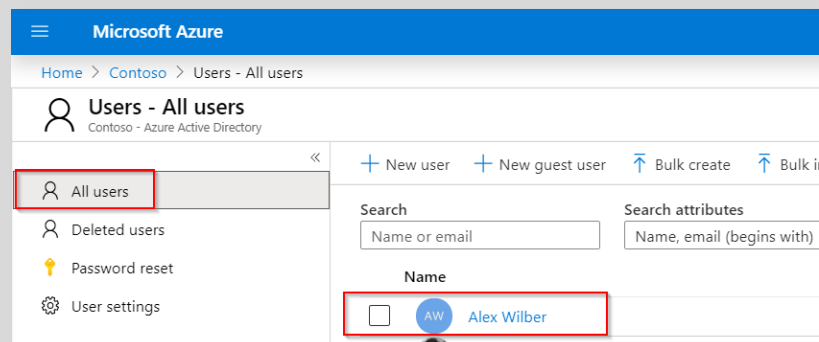 Microsoft Azure
Home > Contoso > Users - All users
Users - All users
Contoso - Azure Active Directory
«
All users
Deleted users
Password reset
User settings
+ New user + New guest user Bulk create Bulk
Search Search attributes
Name or email Name, email (begins with)
Name
AW Alex Wilber